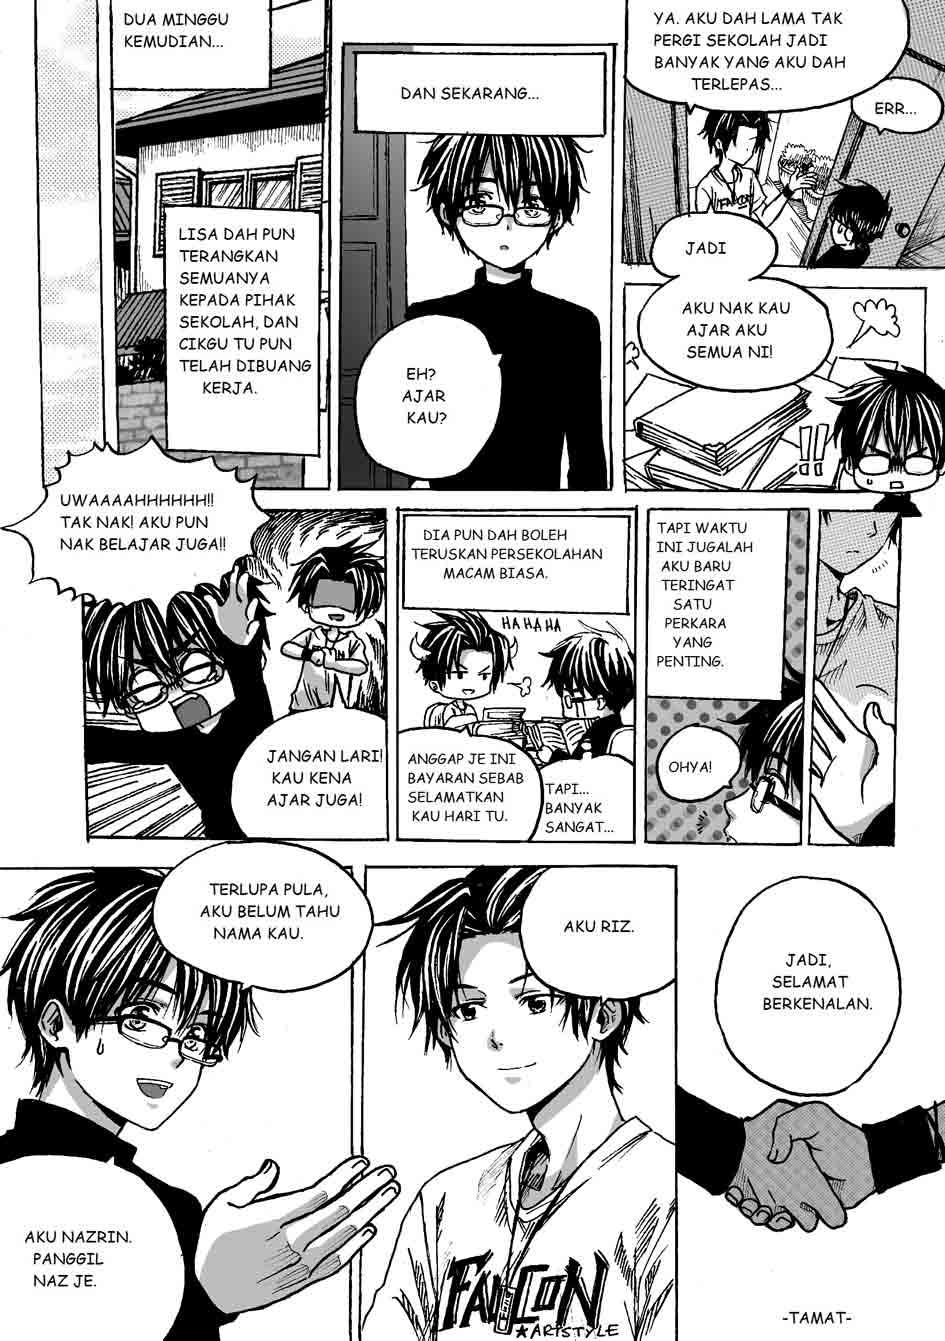 DUA MINGGU
KEMUDIAN...
LISA DAH PUN
TERANGKAN
SEMUANYA
KEPADA PIHAK
SEKOLAH, DAN
CIKGU TU PUN
TELAH DIBUANG
KERJA.
DAN SEKARANG...
EH?
AJAR
KAU?
YA. AKU DAH LAMA TAK
PERGI SEKOLAH JADI
BANYAK YANG AKU DAH
TERLEPAS...
ERR...
JADI
AKU NAK KAU
AJAR AKU
SEMUA NI!
!!
UWAAAAHHHHHH!!
TAK NAK! AKU PUN
NAK BELAJAR JUGA!!
JANGAN LARI!
KAU KENA
AJAR JUGA!
DIA PUN DAH BOLEH
TERUSKAN PERSEKOLAHAN
MACAM BIASA.
HAHAHA
ANGGAP JE INI
BAYARAN SEBAB
SELAMATKAN
KAU HARI TU.
TAPI...
BANYAK
SANGAT...
TAPI WAKTU
INI JUGALAH
AKU BARU
TERINGAT
SATU
PERKARA
YANG
PENTING.
OHYA!
TERLUPA PULA,
AKU BELUM TAHU
NAMA KAU.
AKU NAZRIN.
PANGGIL
NAZ JE.
AKU RIZ.
FALCON
★ARTSTYLE
JADI,
SELAMAT
BERKENALAN.
-TAMAT-